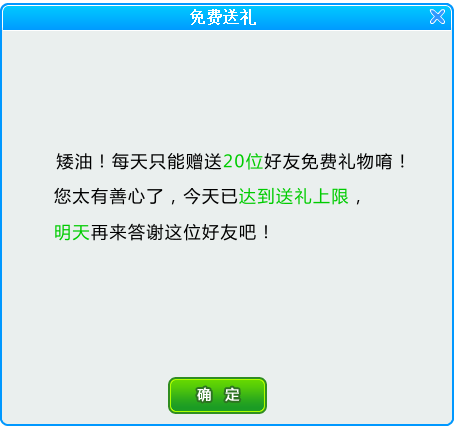 免费送礼
矮油！每天只能赠送20位好友免费礼物唷！
您太有善心了，今天已达到送礼上限，
明天再来答谢这位好友吧！
确 定